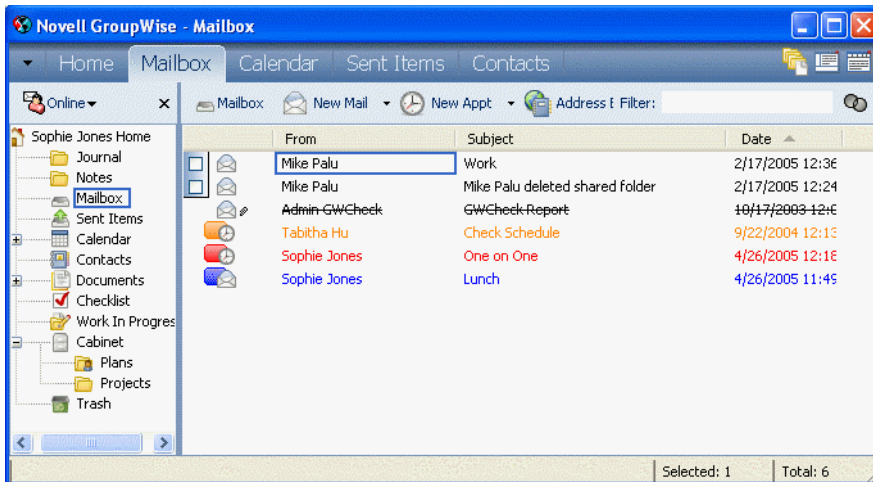 Novell GroupWise - Mailbox
Home Mailbox Calendar Sent Items Contacts
Online Mailbox New Mail New Appt Address Filter:
Sophie Jones Home
Journal
Notes
Mailbox
Sent Items
Calendar
Contacts
Documents
Checklist
Work In Progres
Cabinet
Plans
Projects
Trash
From Subject Date
Mike Palu Work 2/17/2005 12:36
Mike Palu Mike Palu deleted shared folder 2/17/2005 12:24
Admin GWCheck GWCheck Report 10/17/2003
Tabitha Hu Check Schedule 9/22/2004 12:13
Sophie Jones One on One 4/26/2005 12:18
Sophie Jones Lunch 4/26/2005 11:49
Selected: 1 Total: 6